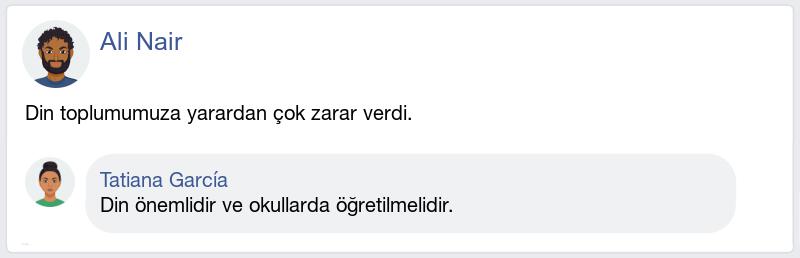 Ali Nair
Din toplumumuza yarardan çok zarar verdi.
Tatiana García
Din önemlidir ve okullarda öğretilmelidir.